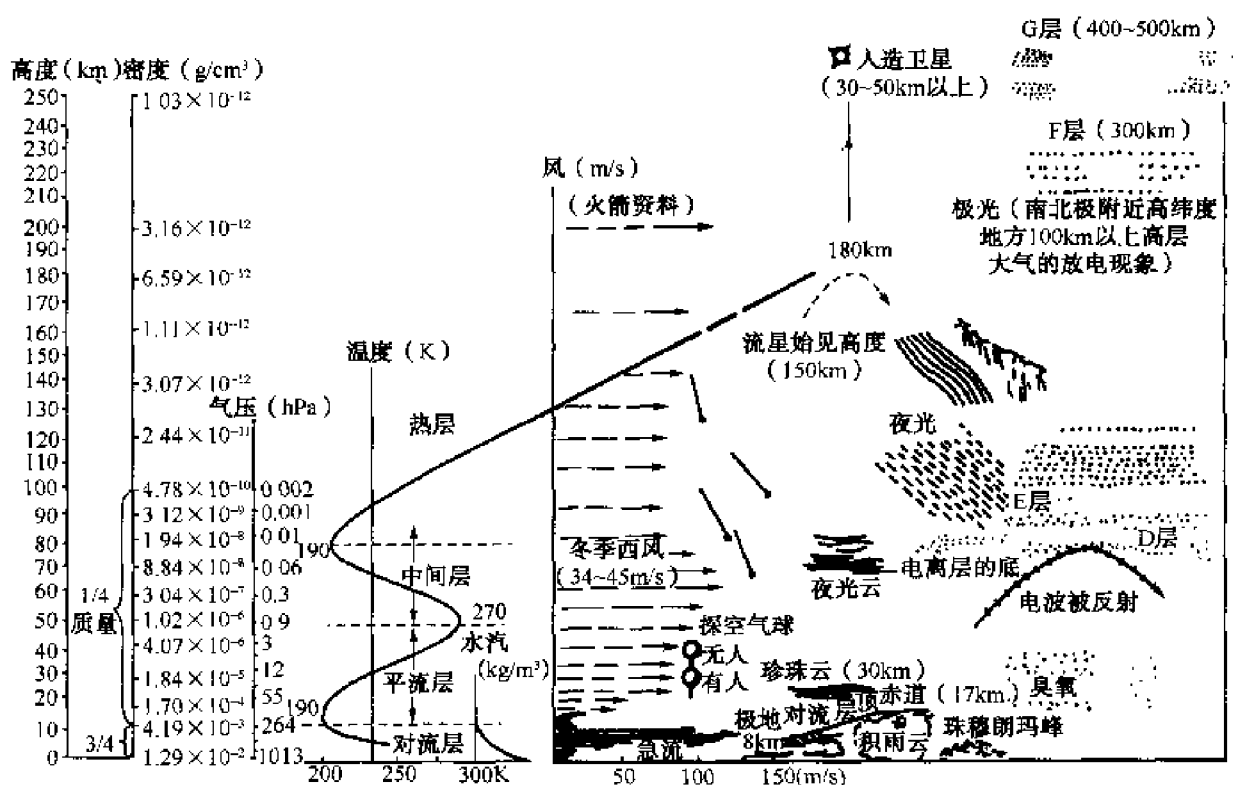 G层（400~500km）
人造卫星
（30~50km以上）
高度（km）密度（g/cm³）
250
240
230
220
210
200
190
180
170
160
150
140
130
120
110
100
90
80
70
60
50
40
30
20
10
0
1 03×10⁻¹²
3.16×10⁻¹²
6.59×10⁻¹²
1.11×10⁻¹²
3.07×10⁻¹²
2.44×10⁻¹¹
4.78×10⁻¹⁰
3 12×10⁻⁹
1.94×10⁻⁸
8.84×10⁻⁸
3 04×10⁻⁷
1.02×10⁻⁶
4.07×10⁻⁶
1.84×10⁻⁵
1.70×10⁻⁴
4.19×10⁻³
1.29×10⁻²
1/4
质量
3/4
气压（hPa）
0 002
0.001
0 01
0 06
0.3
0 9
3
12
55
264
1013
温度（K）
热层
190
中间层
270
平流层
190
对流层
水汽
(kg/m³)
200
250
300K
风（m/s）
（火箭资料）
冬季西风
（34~45m/s）
急流
50
100
150(m/s)
F层（300km）
极光（南北极附近高纬度
地方100km以上高层
大气的放电现象）
180km
流星始见高度
（150km）
夜光
E层
D层
夜光云
电离层的底
电波被反射
探空气球
无人
有人
珍珠云（30km）
臭氧
极地
8km
对流层顶
赤道（17km）
积雨云
珠穆朗玛峰